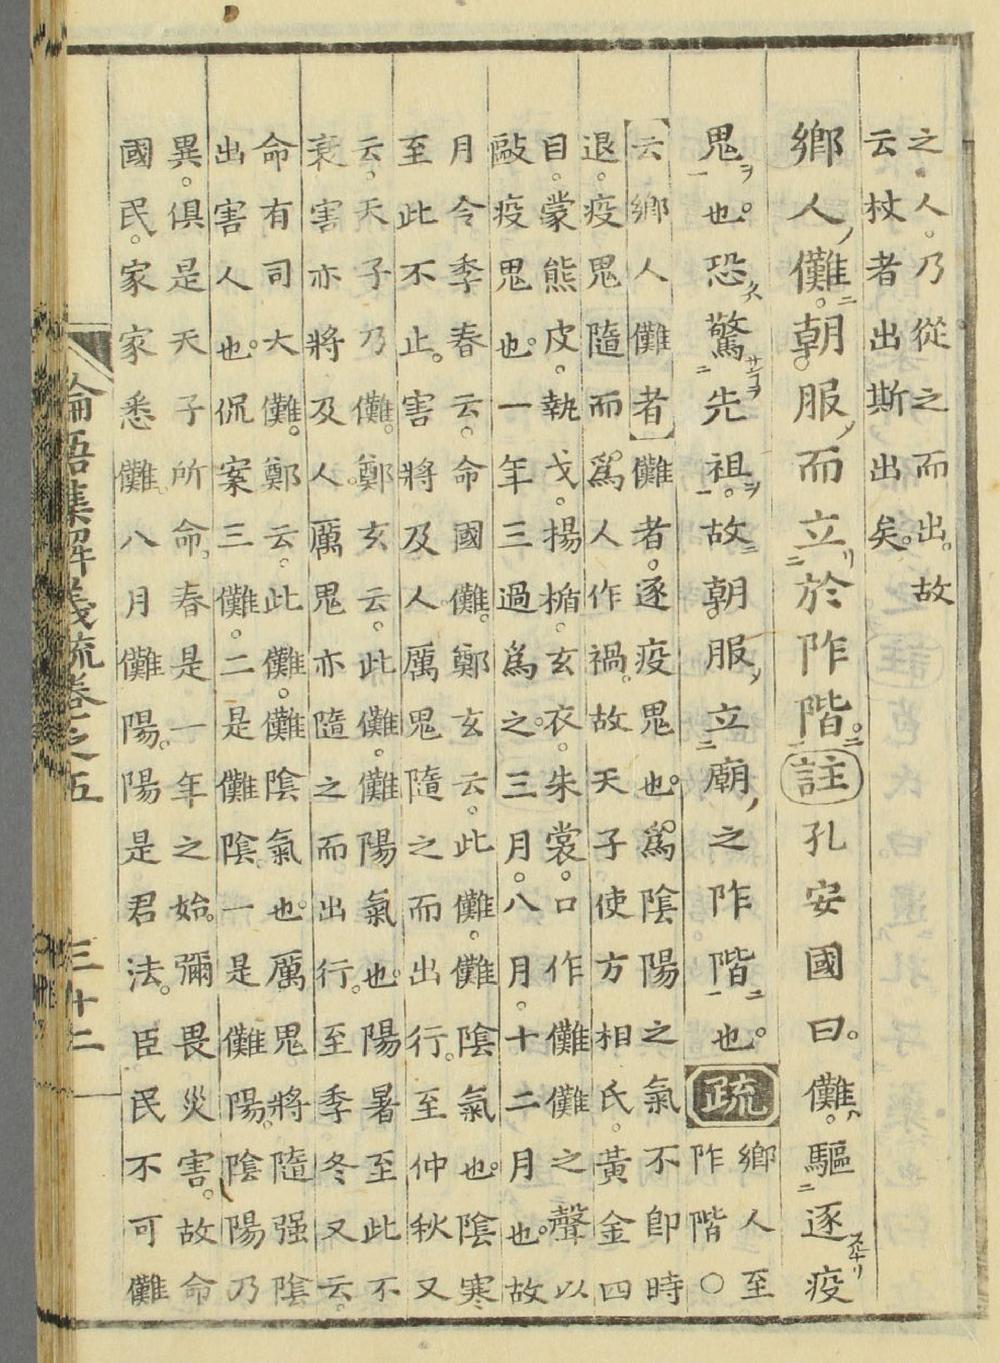 之人。乃從之而出。故
云杖者出斯出矣。
鄉人儺。朝服而立於阼階。註孔安國曰。儺。驅逐疫
鬼也。恐驚先祖。故朝服立廟之阼階也。疏鄉人至
阼階○
云鄉人儺者】儺者。逐疫鬼也。爲陰陽之氣不即時
退。疫鬼隨而爲人作禍。故天子使方相氏。黃金四
目。蒙熊皮。執戈。揚楯。玄衣。朱裳。口作儺儺之聲以
敺疫鬼也。一年三過爲之。三月。八月。十二月也。故
月令季春云。命國儺。鄭玄云。此儺。儺陰氣也。陰寒
至此不止。害將及人厲鬼隨之而出行。至仲秋又
云。天子乃儺。鄭玄云。此儺。儺陽氣也。陽暑至此不
衰害亦將及人。厲鬼亦隨之而出行。至季冬又云。
命有司大儺。鄭云。此儺。儺陰氣也。厲鬼將隨强陰
出害人也。侃案三儺。二是儺陰。一是儺陽。陰陽乃
異。俱是天子所命。春是一年之始。彌畏災害。故命
國民。家家悉儺。八月儺陽。陽是君法。臣民不可儺
論語集解義疏卷之五
三十二